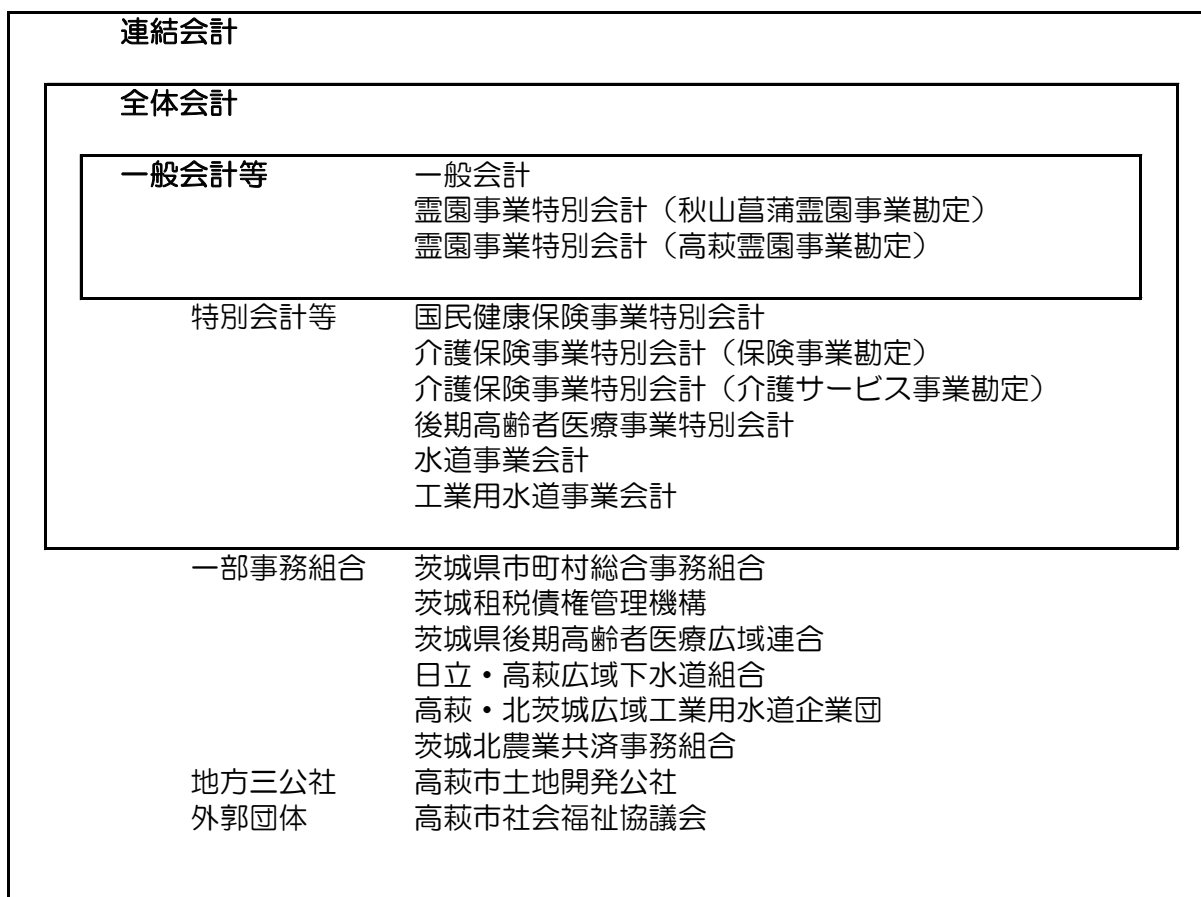 連結会計
全体会計
一般会計等 一般会計
霊園事業特別会計（秋山菖蒲霊園事業勘定）
霊園事業特別会計（高萩霊園事業勘定）
特別会計等 国民健康保険事業特別会計
介護保険事業特別会計（保険事業勘定）
介護保険事業特別会計（介護サービス事業勘定）
後期高齢者医療事業特別会計
水道事業会計
工業用水道事業会計
一部事務組合 茨城県市町村総合事務組合
茨城租税債権管理機構
茨城県後期高齢者医療広域連合
日立・高萩広域下水道組合
高萩・北茨城広域工業用水道企業団
茨城北農業共済事務組合
地方三公社 高萩市土地開発公社
外郭団体 高萩市社会福祉協議会